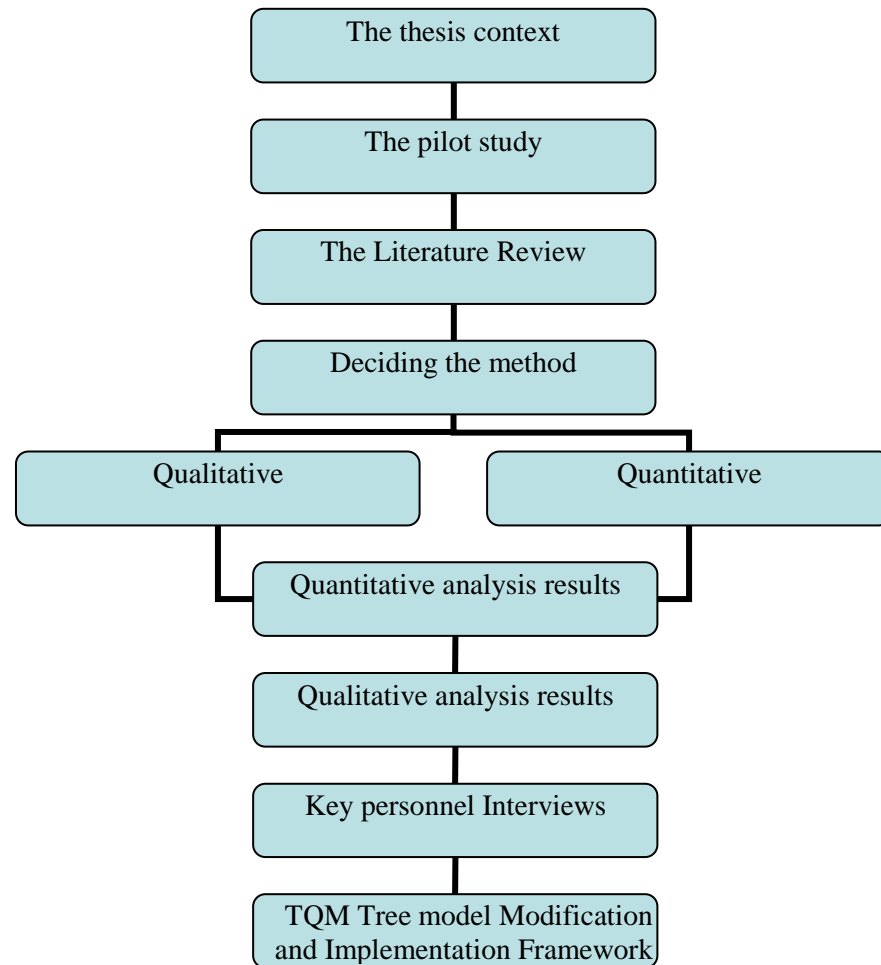 The thesis context
The pilot study
The Literature Review
Deciding the method
Qualitative
Quantitative
Quantitative analysis results
Qualitative analysis results
Key personnel Interviews
TQM Tree model Modification
and Implementation Framework